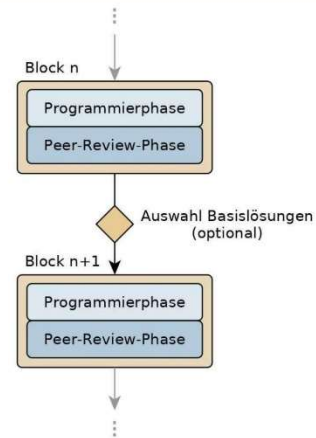 Block n
Programmierphase
Peer-Review-Phase
Auswahl Basislösungen
(optional)
Block n+1
Programmierphase
Peer-Review-Phase